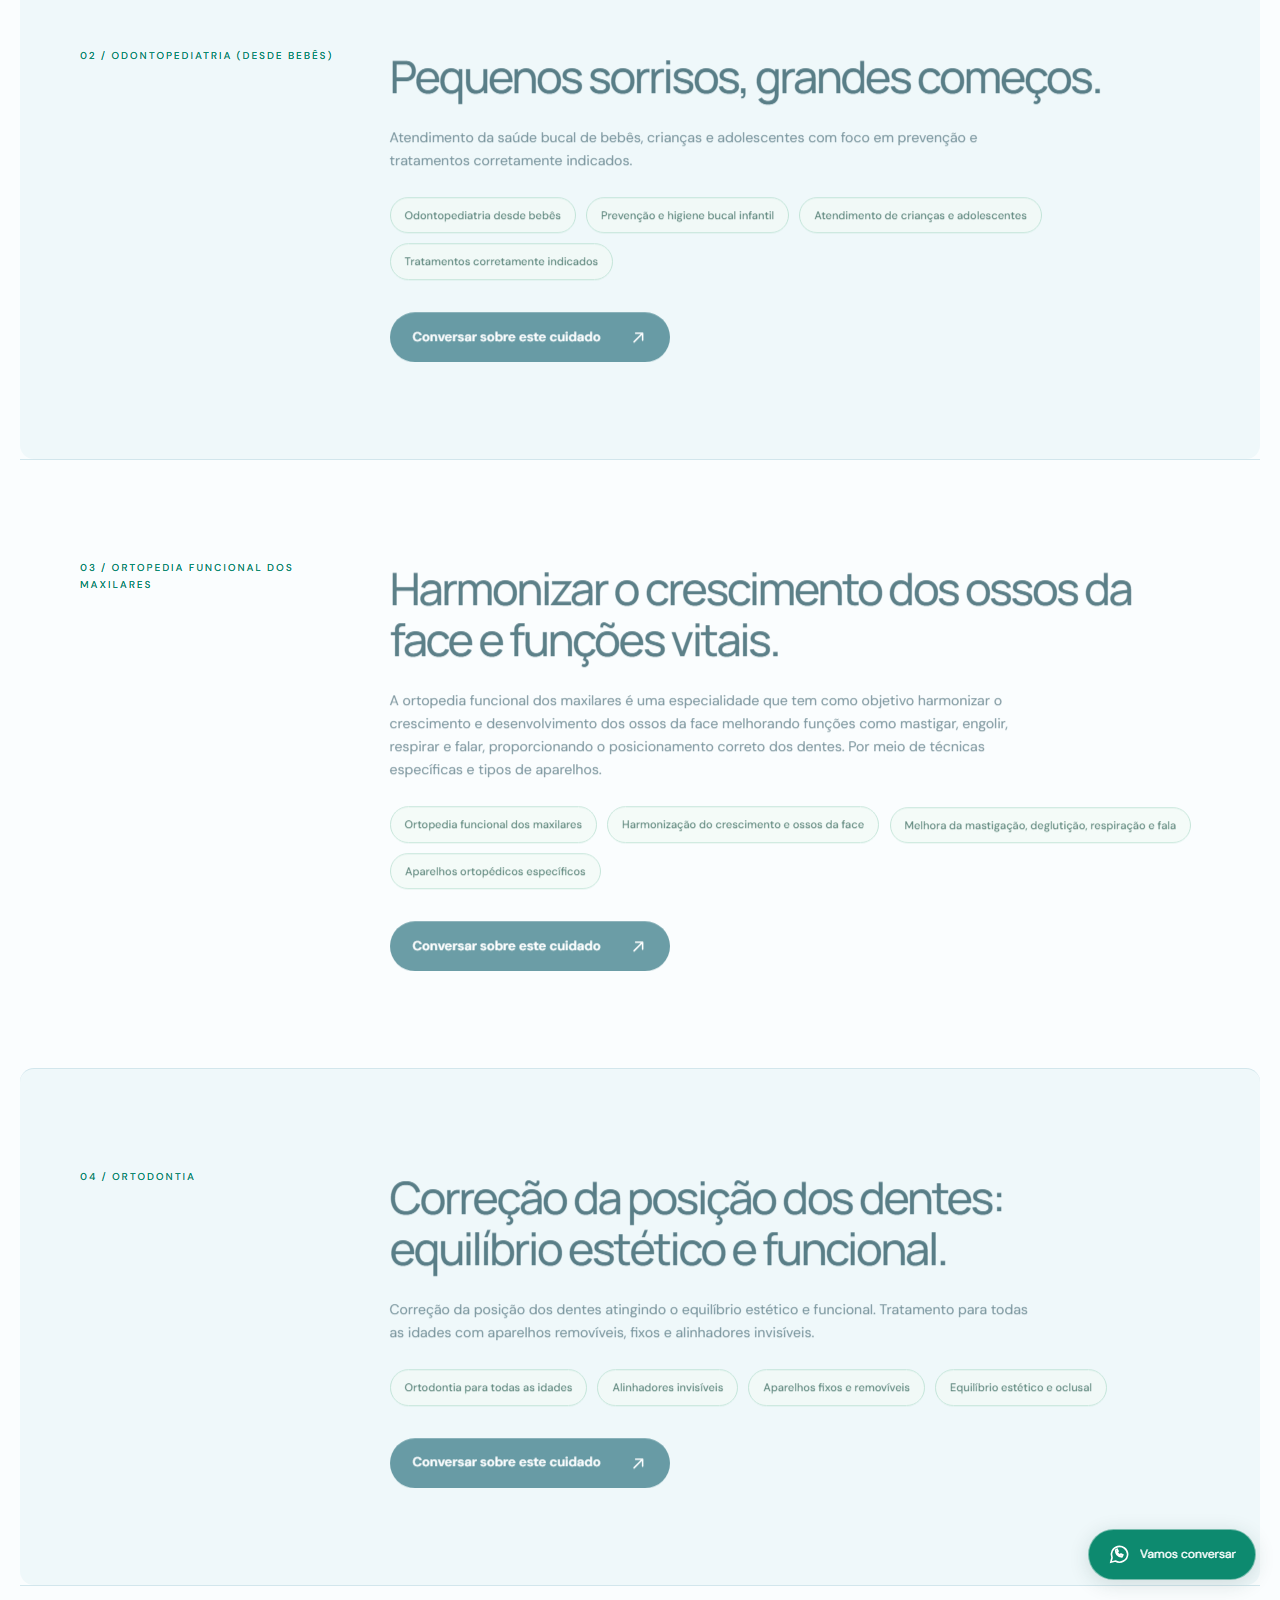 02 / ODONTOPEDIATRIA (DESDE BEBÊS)
Pequenos sorrisos, grandes começos.
Atendimento da saúde bucal de bebês, crianças e adolescentes com foco em prevenção e
tratamentos corretamente indicados.
Odontopediatria desde bebês
Prevenção e higiene bucal infantil
Atendimento de crianças e adolescentes
Tratamentos corretamente indicados
Conversar sobre este cuidado
03 / ORTOPEDIA FUNCIONAL DOS
MAXILARES
Harmonizar o crescimento dos ossos da
face e funções vitais.
A ortopedia funcional dos maxilares é uma especialidade que tem como objetivo harmonizar o
crescimento e desenvolvimento dos ossos da face melhorando funções como mastigar, engolir,
respirar e falar, proporcionando o posicionamento correto dos dentes. Por meio de técnicas
específicas e tipos de aparelhos.
Ortopedia funcional dos maxilares
Harmonização do crescimento e ossos da face
Melhora da mastigação, deglutição, respiração e fala
Aparelhos ortopédicos específicos
Conversar sobre este cuidado
04 / ORTODONTIA
Correção da posição dos dentes:
equilíbrio estético e funcional.
Correção da posição dos dentes atingindo o equilíbrio estético e funcional. Tratamento para todas
as idades com aparelhos removíveis, fixos e alinhadores invisíveis.
Ortodontia para todas as idades
Alinhadores invisíveis
Aparelhos fixos e removíveis
Equilíbrio estético e oclusal
Conversar sobre este cuidado
Vamos conversar